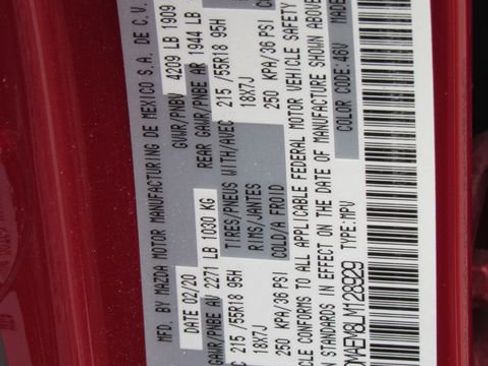 MFD. BY MAZDA MOTOR MANUFACTURING DE MEXICO S.A. DE C.V.
DATE 02/20 GVWR/PNBV 4209 LB 1909
GAWR/PNBE AV 2271 LB 1030 KG REAR GAWR/PNBE AR 1944 LB
215 /55R18 95H TIRES/PNEUS WITH/AVEC 215 /55R18 95H
18X7J RIMS/JANTES 18X7J
250 KPA/36 PSI COLD/A FROID 250 KPA/36 PSI
CONFORMS TO ALL APPLICABLE FEDERAL MOTOR VEHICLE SAFETY
STANDARDS IN EFFECT ON THE DATE OF MANUFACTURE SHOWN ABOVE
TYPE: MPV COLOR CODE: 46V MADE